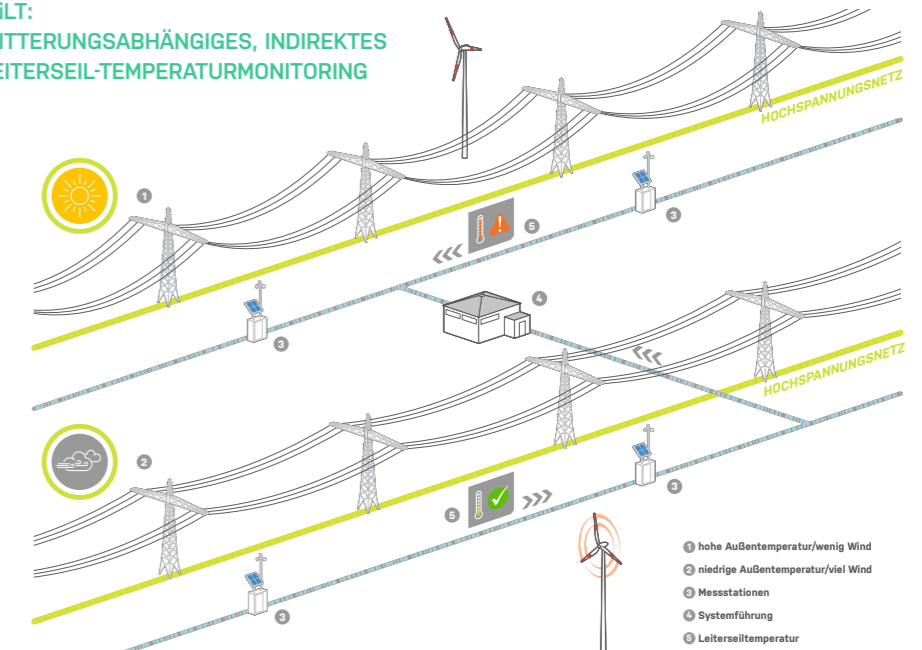 iLT:
ITTERUNGSABHÄNGIGES, INDIREKTES
EITERSEIL-TEMPERATURMONITORING
HOCHSPANNUNGSNETZ
1
3
5
4
3
HOCHSPANNUNGSNETZ
2
3
5
3
1 hohe Außentemperatur/wenig Wind
2 niedrige Außentemperatur/viel Wind
3 Messstationen
4 Systemführung
5 Leiterseiltemperatur